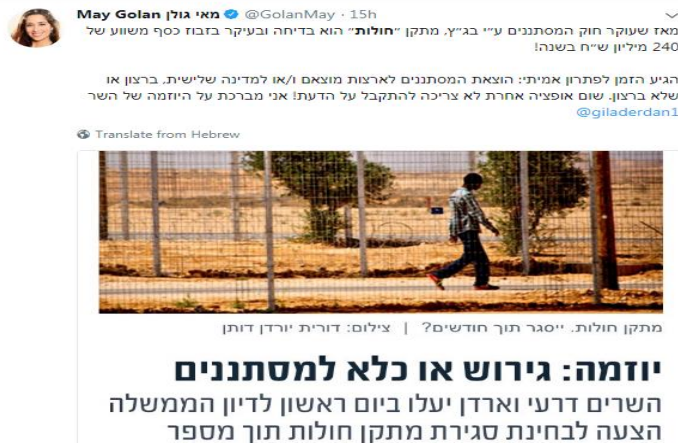 May Golan מאי גולן @GolanMay · 15h
מאז שעוקר חוק המסתננים ע״י בג״ץ, מתקן ״חולות״ הוא בדיחה ובעיקר בזבוז כסף משווע של
240 מיליון ש״ח בשנה!
הגיע הזמן לפתרון אמיתי: הוצאת המסתננים לארצות מוצאם ו/או למדינה שלישית, ברצון או
שלא ברצון. שום אופציה אחרת לא צריכה להתקבל על הדעת! אני מברכת על היוזמה של השר
@giladerdan1
Translate from Hebrew
מתקן חולות. ייסגר תוך חודשים? | צילום: דורית יורדן דותן
יוזמה: גירוש או כלא למסתננים
השרים דרעי וארדן יעלו ביום ראשון לדיון הממשלה
הצעה לבחינת סגירת מתקן חולות תוך מספר